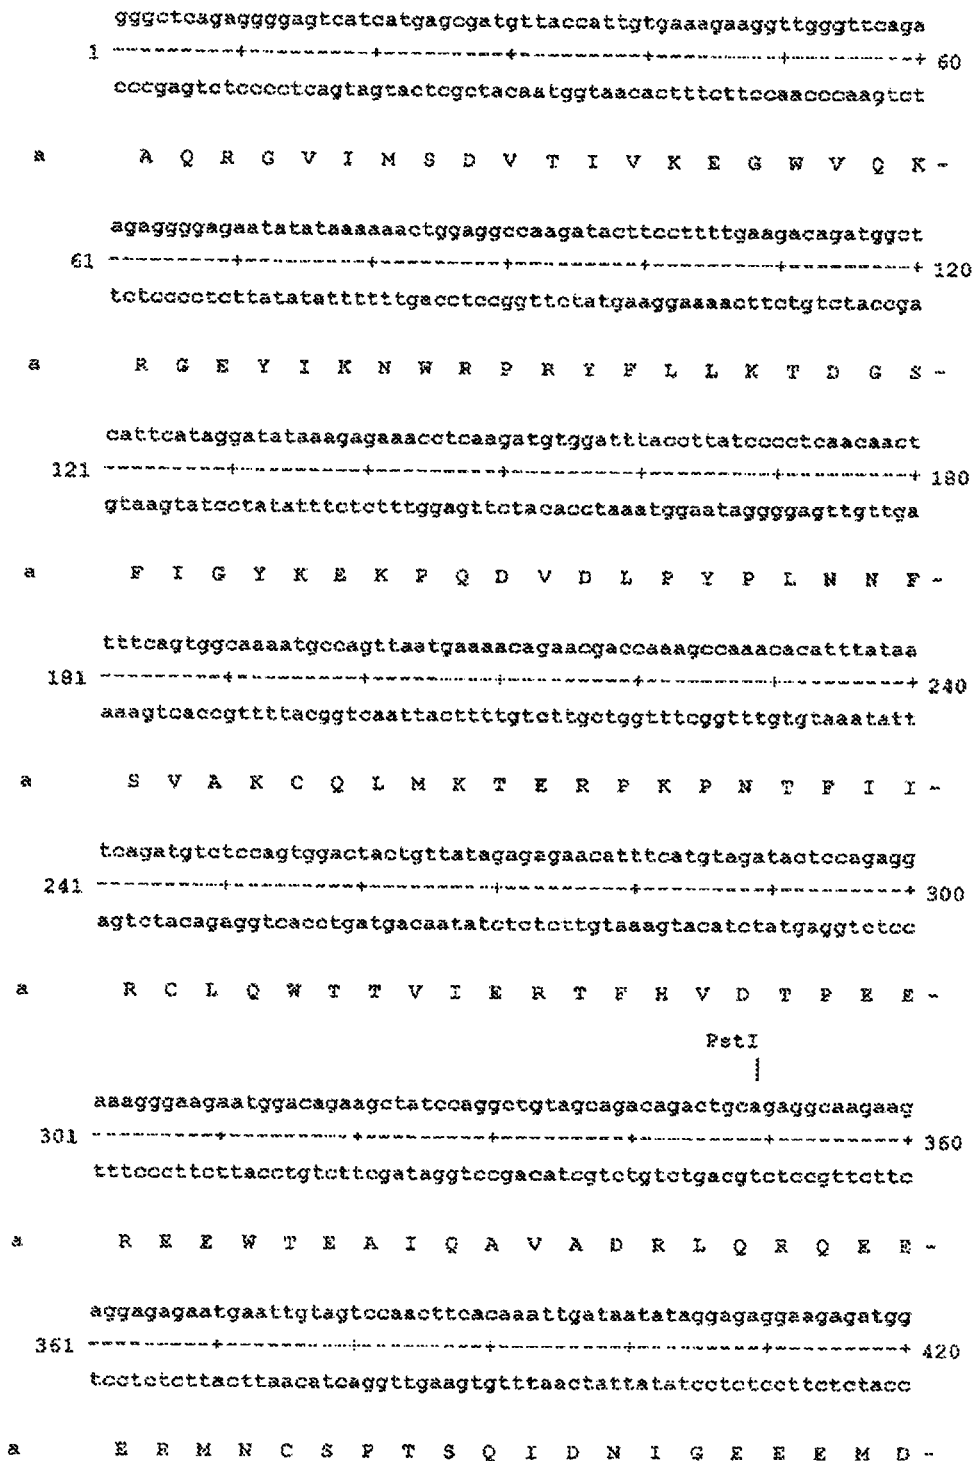 gggctcagaggggagtcatcatgagcgatgttaccattgtgaaagaaggttgggttcaga
1 ---------+---------+---------+---------+---------+---------+ 60
cccgagtctcccctcagtagtactcgctacaatggtaacactttcttccaacccaagtct
a A Q R G V I M S D V T I V K E G W V Q K -
agaggggagaatatataaaaaactggaggccaagatacttccttttgaagacagatggct
61 ---------+---------+---------+---------+---------+---------+ 120
tctcccctcttatatattttttgacctccggttctatgaaggaaaacttctgtctaccga
a R G E Y I K N W R P R Y F L L K T D G S -
cattcataggatataaagagaaacctcaagatgtggatttaccttatcccctcaacaact
121 ---------+---------+---------+---------+---------+---------+ 180
gtaagtatcctatatttctctttggagttctacacctaaatggaataggggagttgttga
a F I G Y K E K P Q D V D L P Y P L N N F -
tttcagtggcaaaatgccagttaatgaaaacagaacgaccaaagccaaacacatttataa
181 ---------+---------+---------+---------+---------+---------+ 240
aaagtcaccgttttacggtcaattacttttgtcttgctggtttcggtttgtgtaaatatt
a S V A K C Q L M K T E R P K P N T F I I -
tcagatgtctccagtggactactgttatagagagaacatttcatgtagatactccagagg
241 ---------+---------+---------+---------+---------+---------+ 300
agtctacagaggtcacctgatgacaatatctctcttgtaaagtacatctatgaggtctcc
a R C L Q W T T V I E R T F H V D T P E E -
PstI
|
aaagggaagaatggacagaagctatccaggctgtagcagacagactgcagaggcaagaag
301 ---------+---------+---------+---------+---------+---------+ 360
tttcccttcttacctgtcttcgataggtccgacatcgtctgtctgacgtctccgttcttc
a R E E W T E A I Q A V A D R L Q R Q E E -
aggagagaatgaattgtagtccaacttcacaaattgataatataggagaggaagagatgg
361 ---------+---------+---------+---------+---------+---------+ 420
tcctctcttacttaacatcaggttgaagtgtttaactattatatcctctccttctctacc
a E R M N C S P T S Q I D N I G E E E M D -